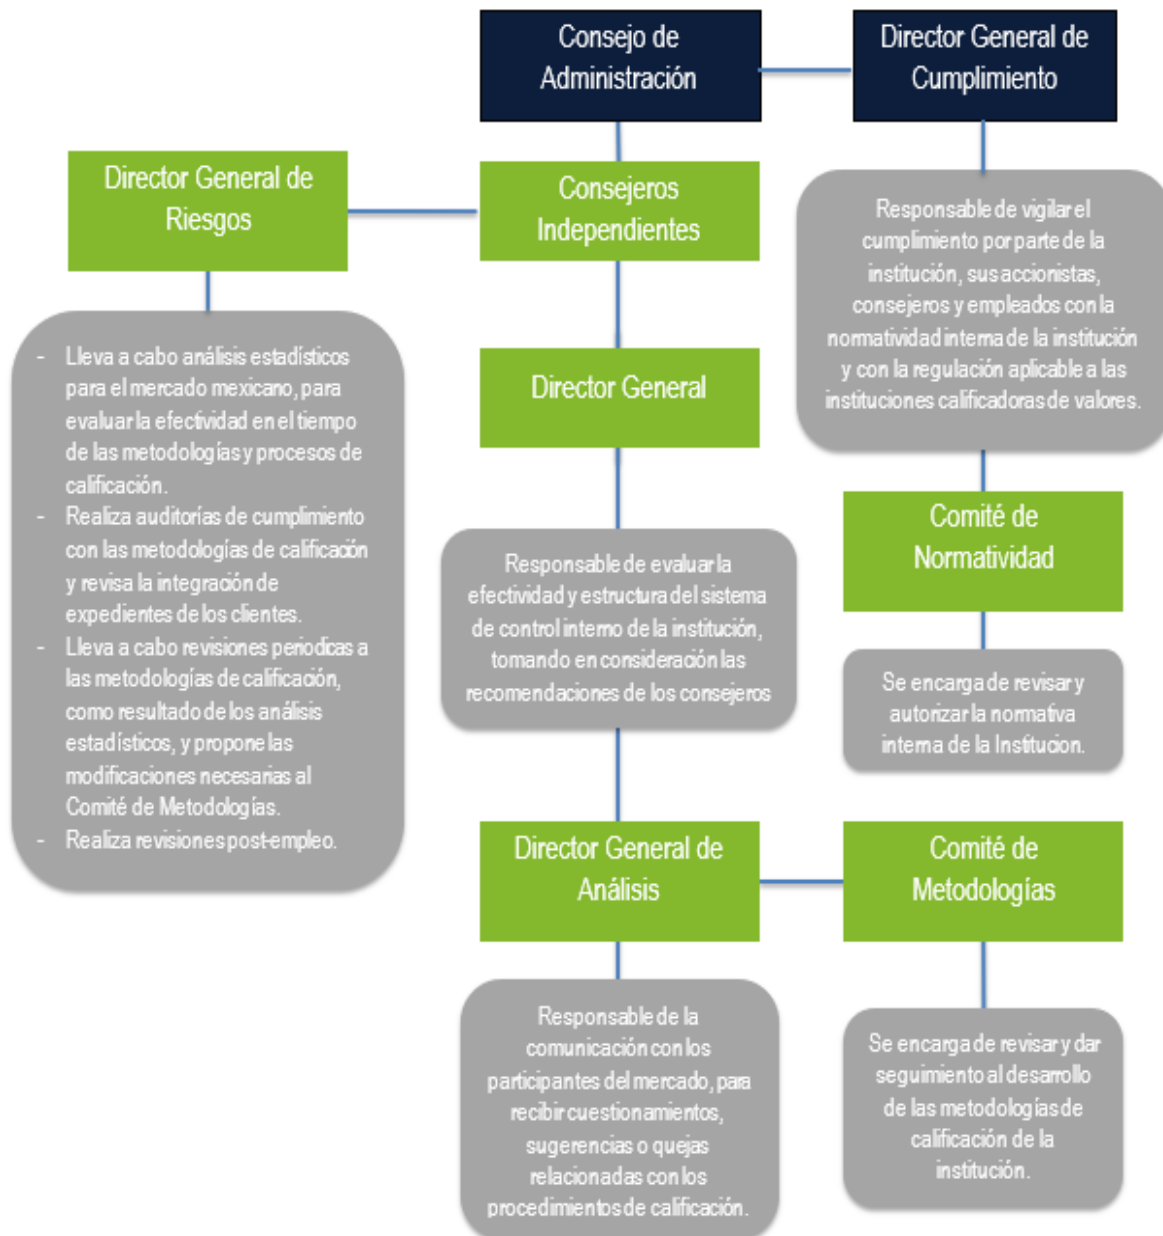 Consejo de
Administración
Director General de
Cumplimiento
Director General de
Riesgos
Consejeros
Independientes
Responsable de vigilar el
cumplimiento por parte de la
institución, sus accionistas,
consejeros y empleados con la
normatividad interna de la institución
y con la regulación aplicable a las
instituciones calificadoras de valores.
- Lleva a cabo análisis estadísticos
para el mercado mexicano, para
evaluar la efectividad en el tiempo
de las metodologías y procesos de
calificación.
- Realiza auditorías de cumplimiento
con las metodologías de calificación
y revisa la integración de
expedientes de los clientes.
- Lleva a cabo revisiones periodicas a
las metodologías de calificación,
como resultado de los análisis
estadísticos, y propone las
modificaciones necesarias al
Comité de Metodologías.
- Realiza revisiones post-empleo.
Director General
Comité de
Normatividad
Responsable de evaluar la
efectividad y estructura del sistema
de control interno de la institución,
tomando en consideración las
recomendaciones de los consejeros
Se encarga de revisar y
autorizar la normativa
interna de la Institucion.
Director General de
Análisis
Comité de
Metodologías
Responsable de la
comunicación con los
participantes del mercado, para
recibir cuestionamientos,
sugerencias o quejas
relacionadas con los
procedimientos de calificación.
Se encarga de revisar y dar
seguimiento al desarrollo
de las metodologías de
calificación de la
institución.